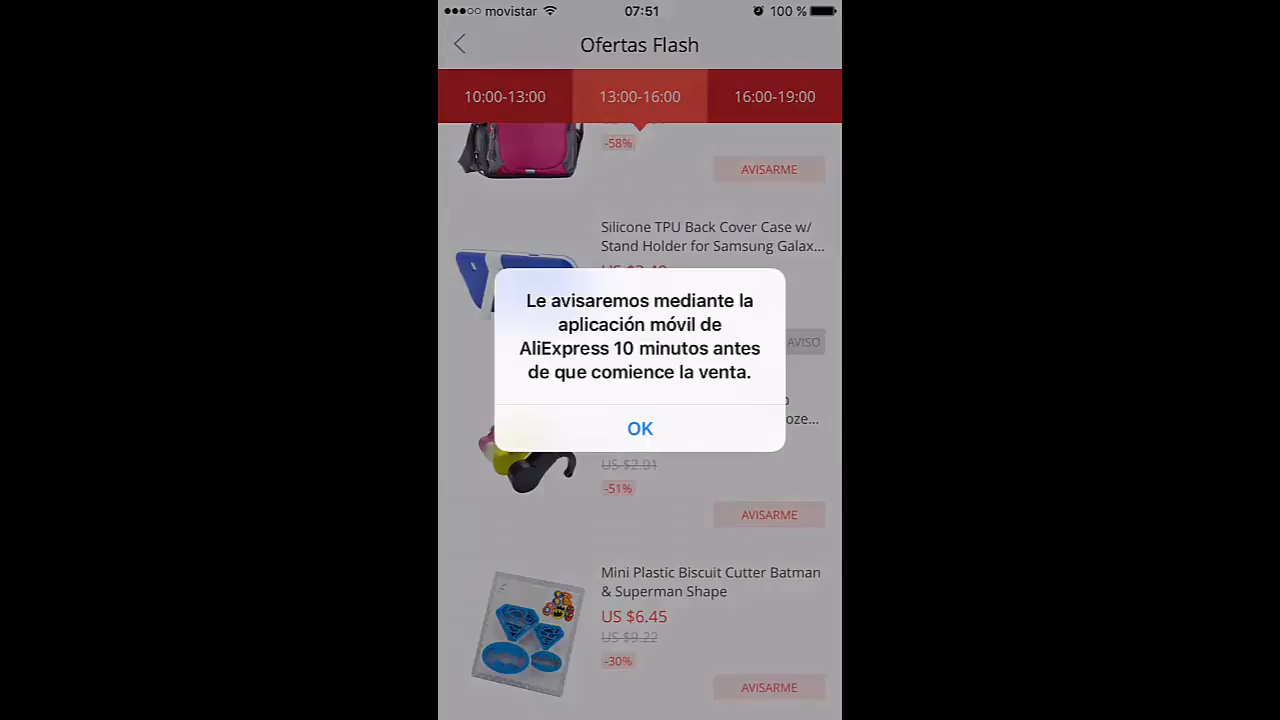 movistar 07:51 100 %
Ofertas Flash
10:00-13:00 13:00-16:00 16:00-19:00
-58%
AVISARME
Silicone TPU Back Cover Case w/
Stand Holder for Samsung Galax...
Le avisaremos mediante la
aplicación móvil de
AliExpress 10 minutos antes
de que comience la venta.
OK
AVISO
oze...
US $2.01
-51%
AVISARME
Mini Plastic Biscuit Cutter Batman
& Superman Shape
US $6.45
US $9.22
-30%
AVISARME